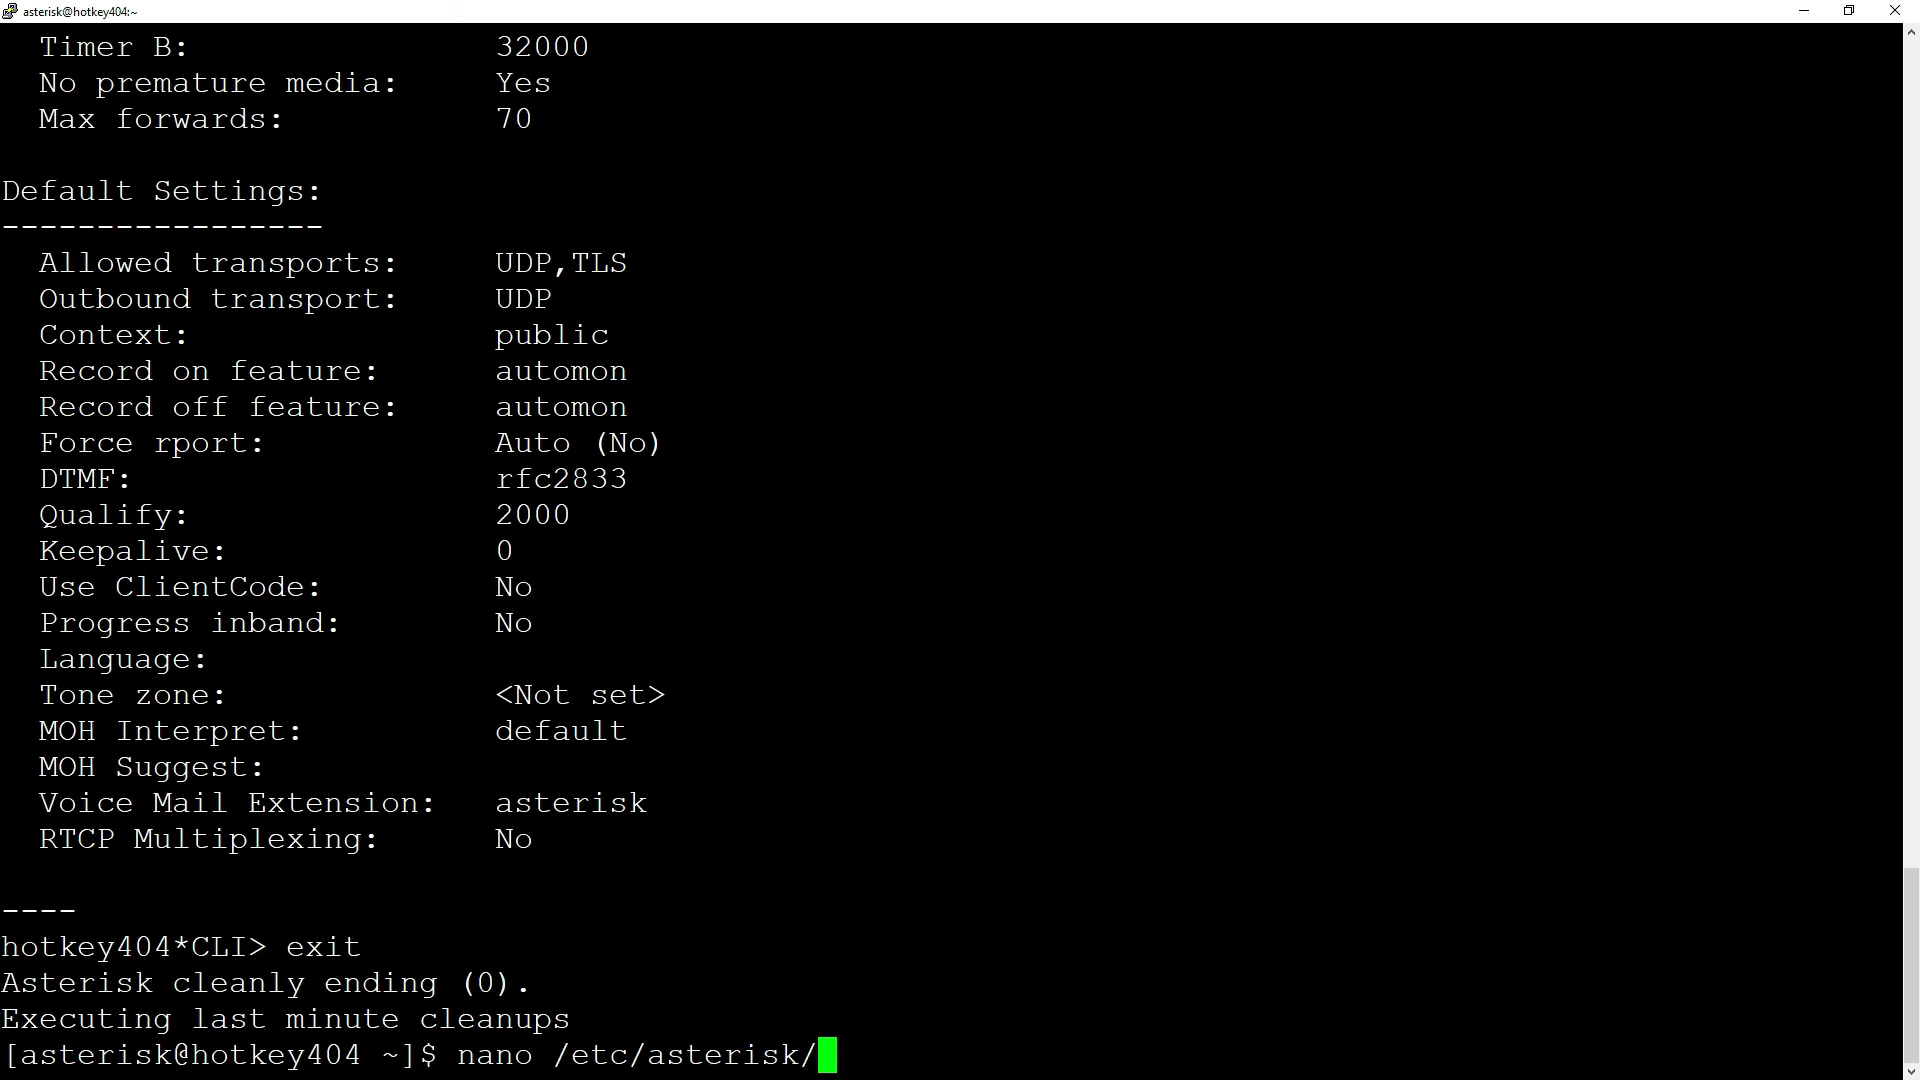 asterisk@hotkey404:~
Timer B: 32000
No premature media: Yes
Max forwards: 70
Default Settings:
-----------------
Allowed transports: UDP,TLS
Outbound transport: UDP
Context: public
Record on feature: automon
Record off feature: automon
Force rport: Auto (No)
DTMF: rfc2833
Qualify: 2000
Keepalive: 0
Use ClientCode: No
Progress inband: No
Language:
Tone zone: <Not set>
MOH Interpret: default
MOH Suggest:
Voice Mail Extension: asterisk
RTCP Multiplexing: No
----
hotkey404*CLI> exit
Asterisk cleanly ending (0).
Executing last minute cleanups
[asterisk@hotkey404 ~]$ nano /etc/asterisk/